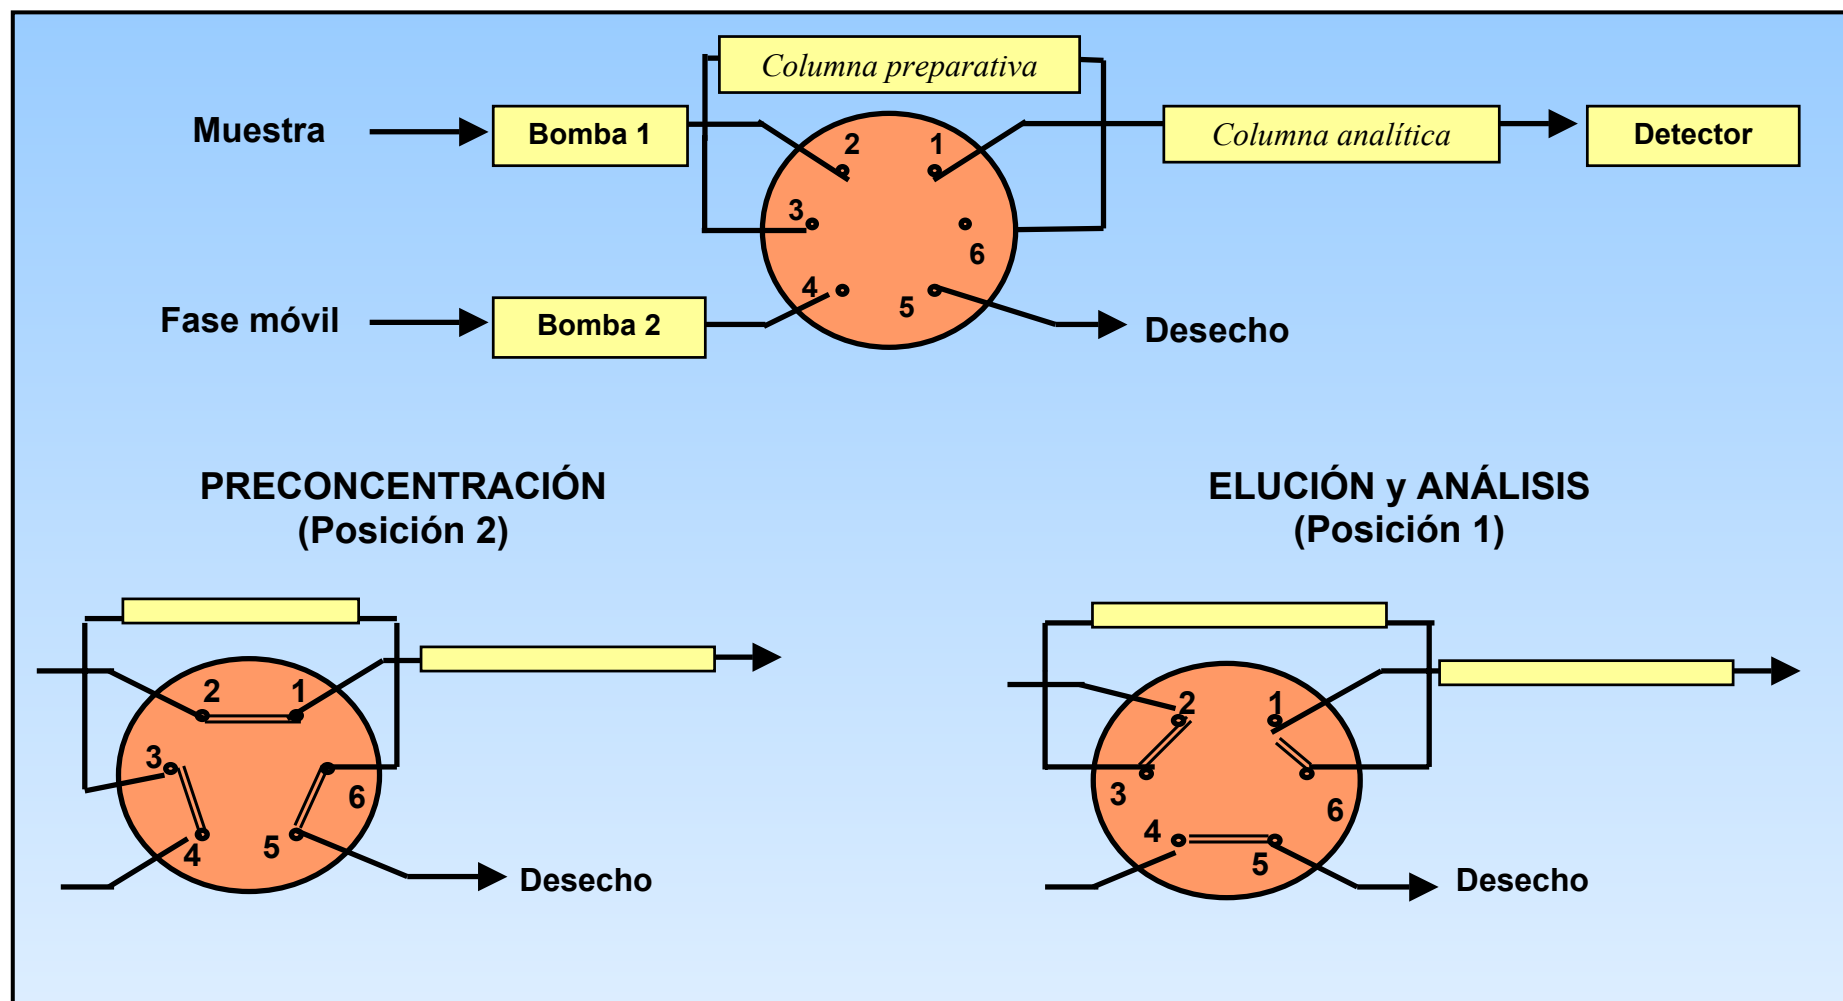 Columna preparativa
Muestra
Bomba 1
2
1
Columna analítica
Detector
3
6
4
5
Fase móvil
Bomba 2
Desecho
PRECONCENTRACIÓN
(Posición 2)
ELUCIÓN y ANÁLISIS
(Posición 1)
2
1
3
6
4
5
Desecho
2
1
3
6
4
5
Desecho